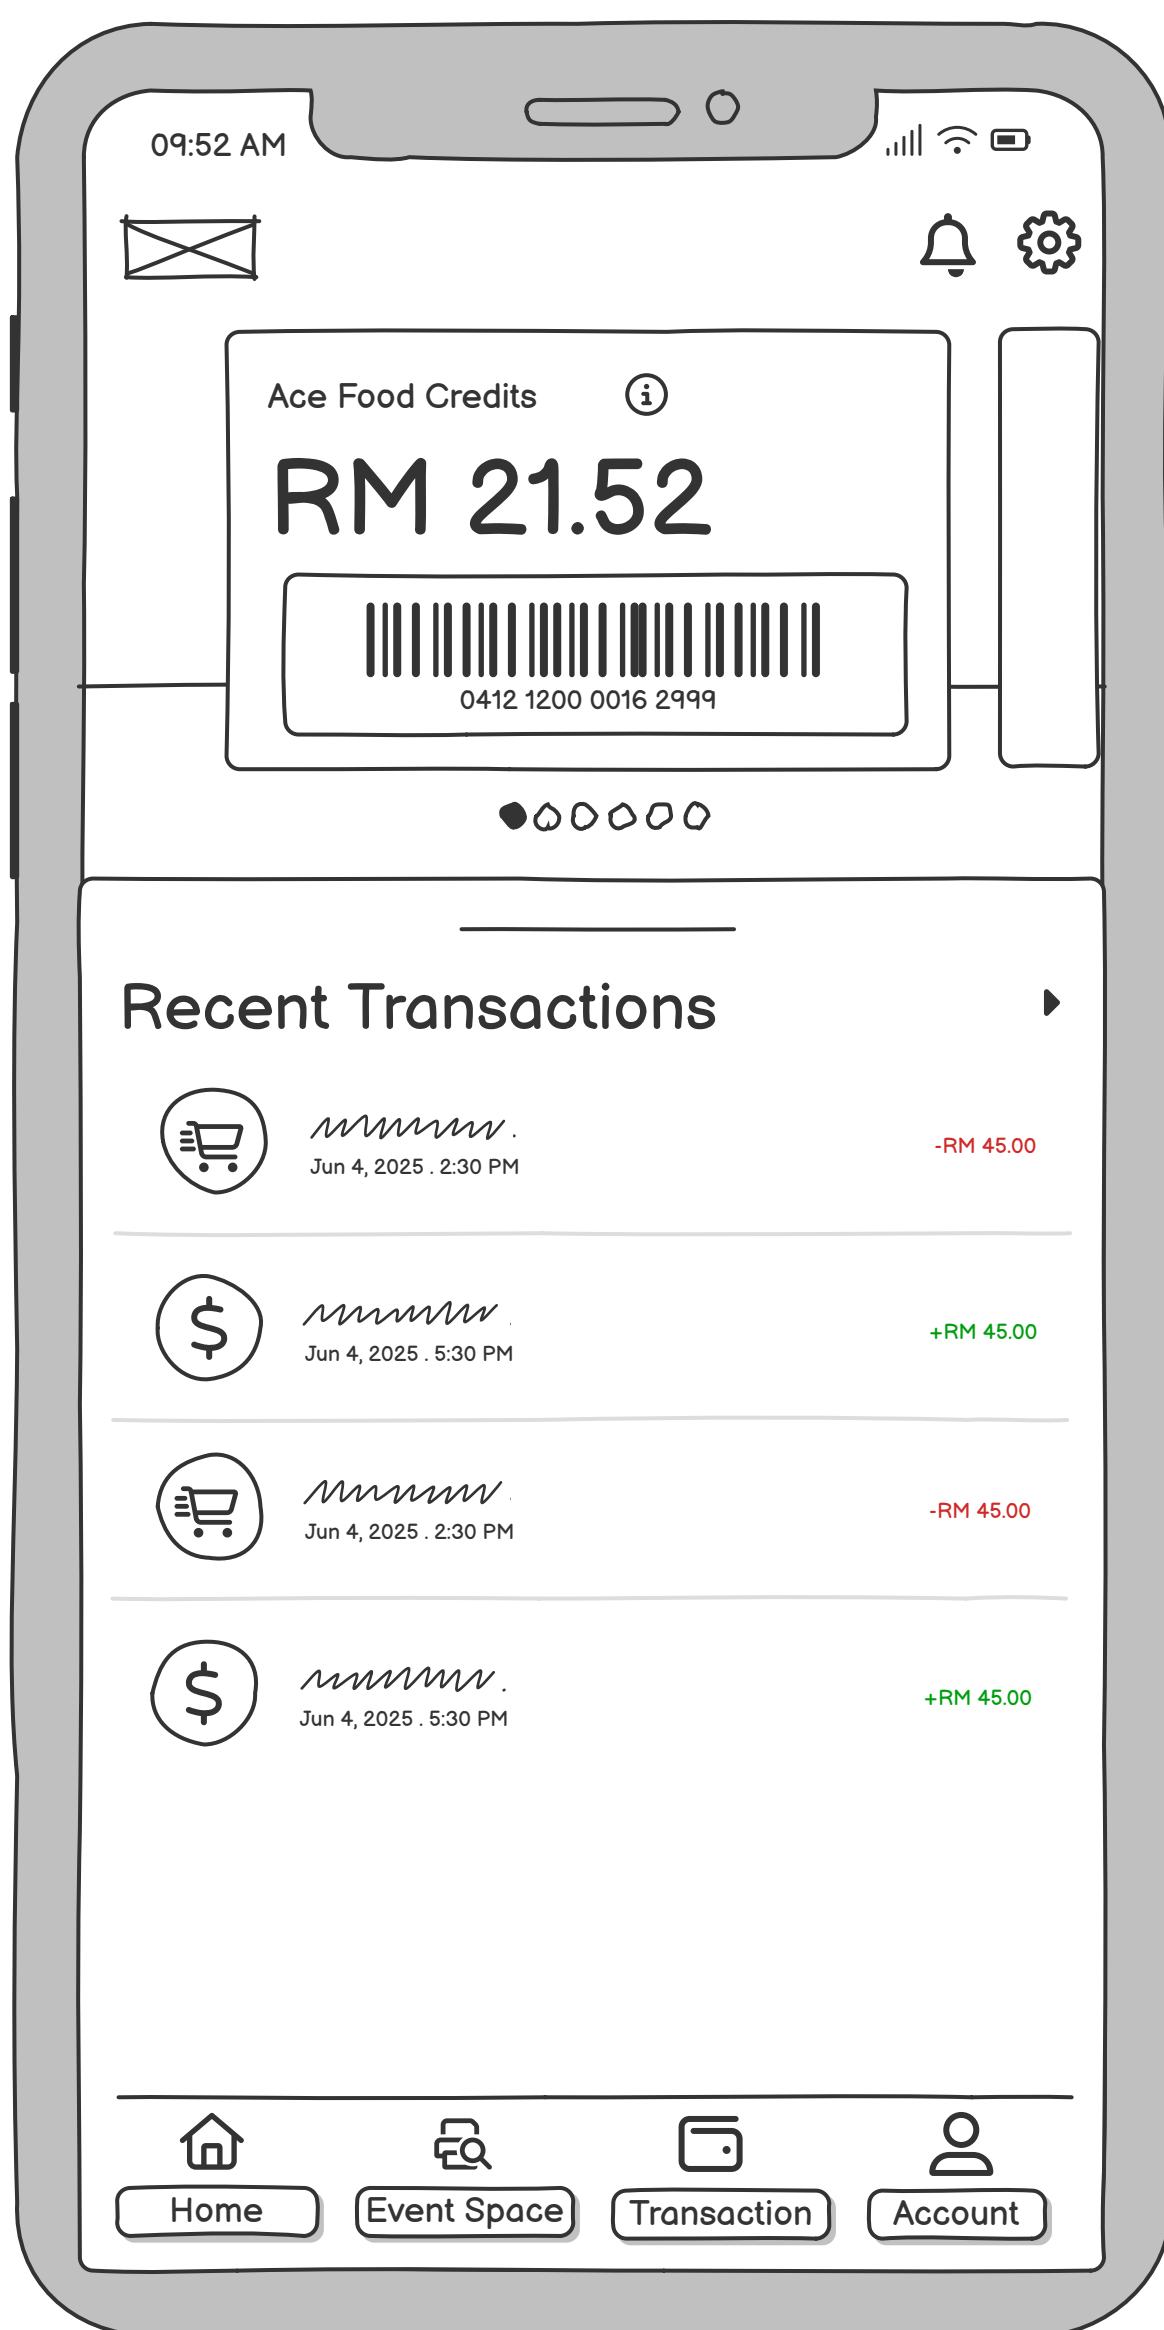 09:52 AM
Ace Food Credits
RM 21.52
0412 1200 0016 2999
Recent Transactions
Jun 4, 2025 . 2:30 PM
-RM 45.00
Jun 4, 2025 . 5:30 PM
+RM 45.00
Jun 4, 2025 . 2:30 PM
-RM 45.00
Jun 4, 2025 . 5:30 PM
+RM 45.00
Home
Event Space
Transaction
Account